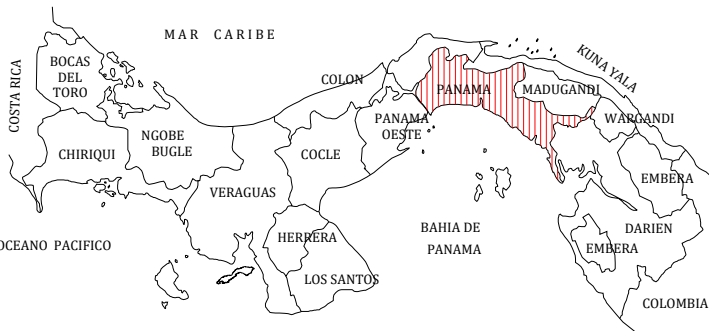 MAR CARIBE
KUNA YALA
COSTA RICA
BOCAS
DEL
TORO
COLON
PANAMA
MADUGANDI
PANAMA
OESTE
WARGANDI
NGOBE
BUGLE
CHIRIQUI
COCLE
EMBERA
VERAGUAS
BAHIA DE
PANAMA
DARIEN
HERRERA
EMBERA
OCEANO PACIFICO
LOS SANTOS
COLOMBIA